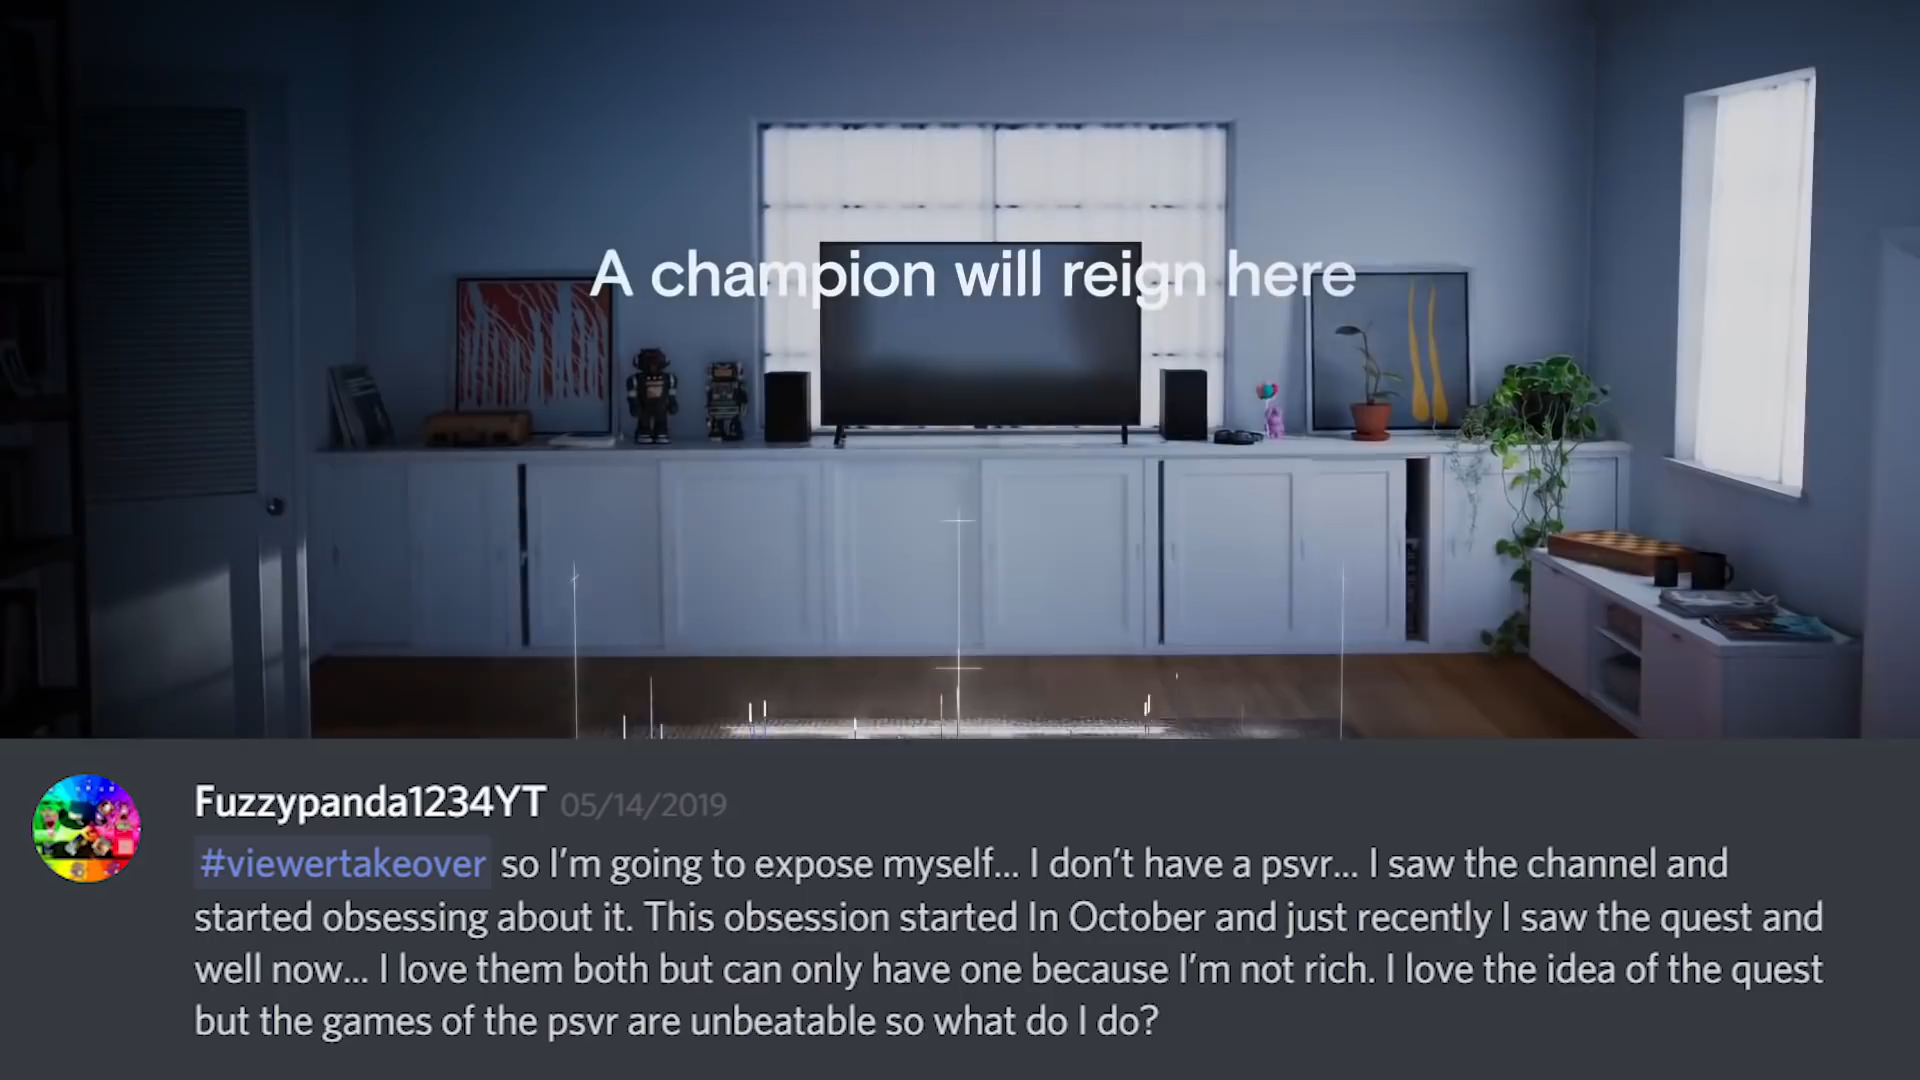 A champion will reign here
Fuzzypanda1234YT 05/14/2019
#viewertakeover so I’m going to expose myself... I don’t have a psvr... I saw the channel and
started obsessing about it. This obsession started In October and just recently I saw the quest and
well now... I love them both but can only have one because I’m not rich. I love the idea of the quest
but the games of the psvr are unbeatable so what do I do?